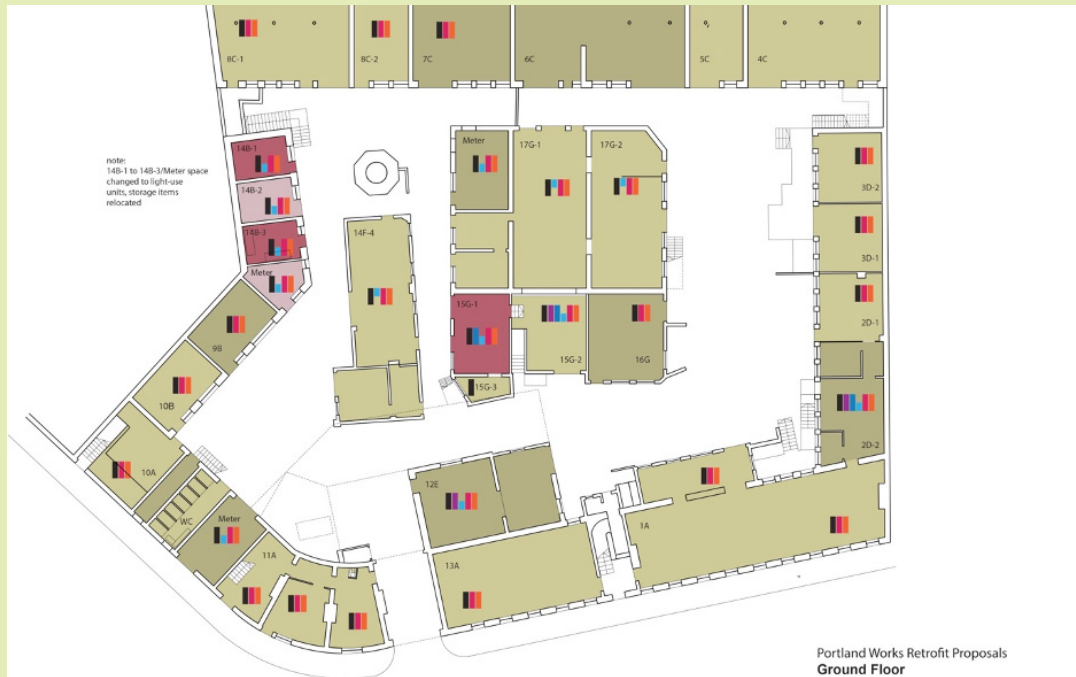 8C-1
8C-2
7C
6C
5C
4C
note:
14B-1 to 14B-3/Meter space
changed to light-use
units, storage items
relocated
14B-1
14B-2
14B-3
Meter
9B
10B
10A
WC
Meter
11A
14F-4
Meter
17G-1
17G-2
15G-1
15G-2
16G
15G-3
3D-2
3D-1
2D-1
2D-2
12E
13A
1A
Portland Works Retrofit Proposals
Ground Floor